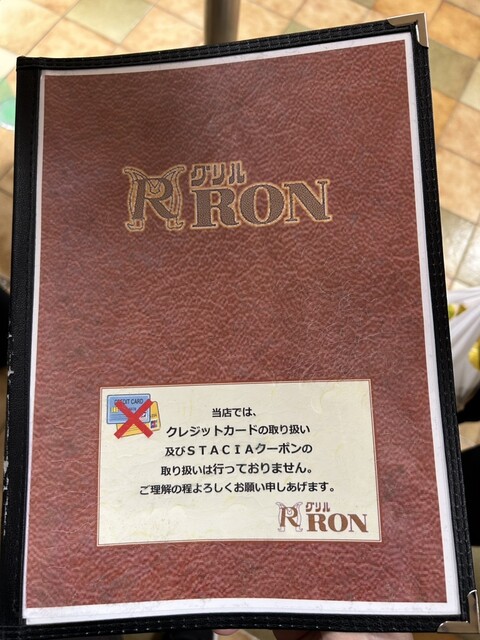 グリル
R RON
CREDIT CARD
当店では、
クレジットカードの取り扱い
及びSTACIAクーポンの
取り扱いは行っておりません。
ご理解の程よろしくお願い申しあげます。
グリル
R RON